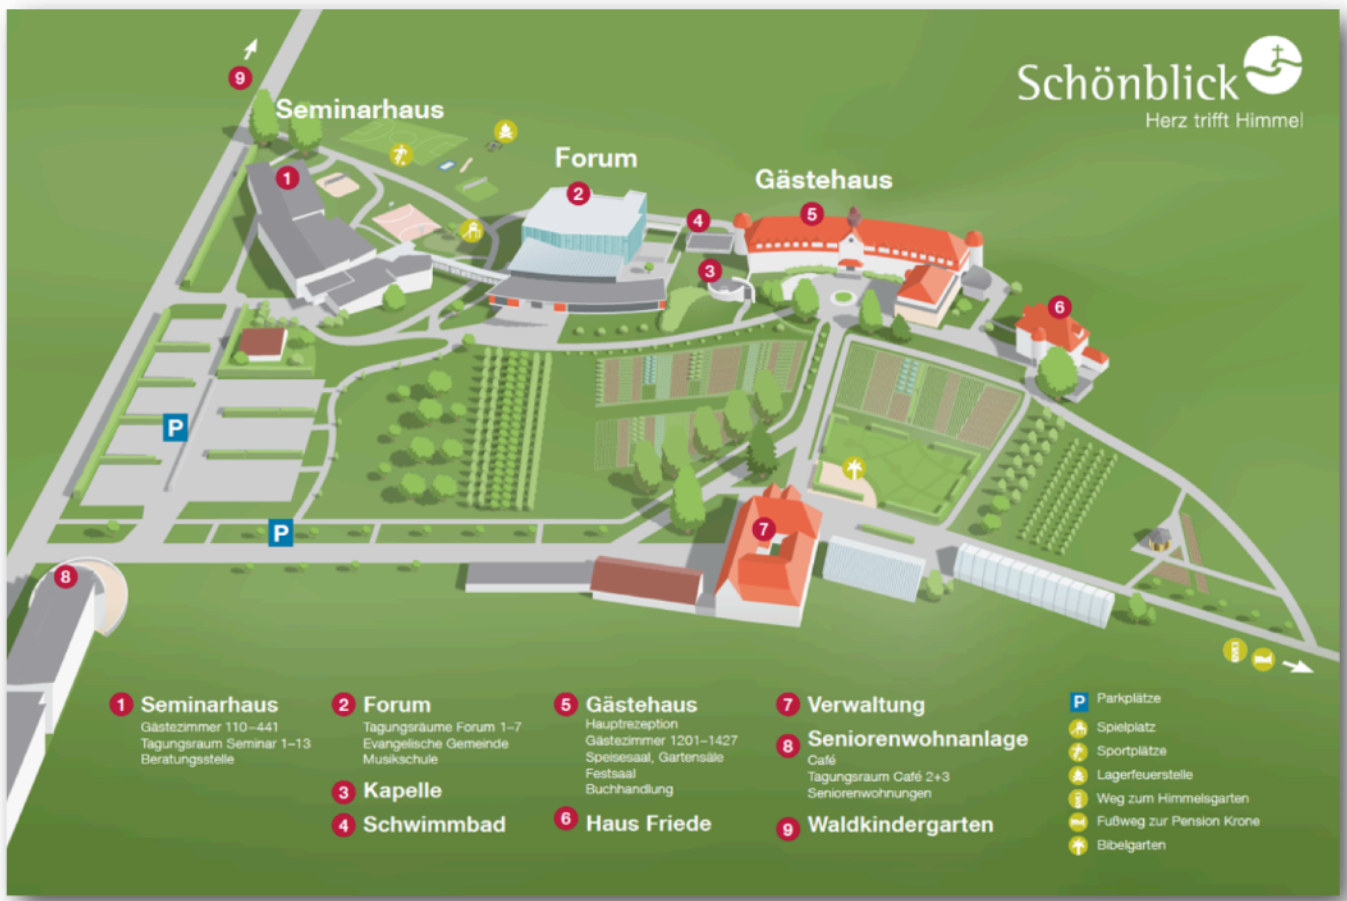 Schönblick
Herz trifft Himmel
9
Seminarhaus
Forum
Gästehaus
1
2
5
4
3
6
P
P
7
8
1 Seminarhaus
Gästezimmer 110–441
Tagungsraum Seminar 1–13
Beratungsstelle
2 Forum
Tagungsräume Forum 1–7
Evangelische Gemeinde
Musikschule
3 Kapelle
4 Schwimmbad
5 Gästehaus
Hauptrezeption
Gästezimmer 1201–1427
Speisesaal, Gartensäle
Festsaal
Buchhandlung
6 Haus Friede
7 Verwaltung
8 Seniorenwohnanlage
Café
Tagungsraum Café 2+3
Seniorenwohnungen
9 Waldkindergarten
P Parkplätze
Spielplatz
Sportplätze
Lagerfeuerstelle
Weg zum Himmelsgarten
Fußweg zur Pension Krone
Bibelgarten